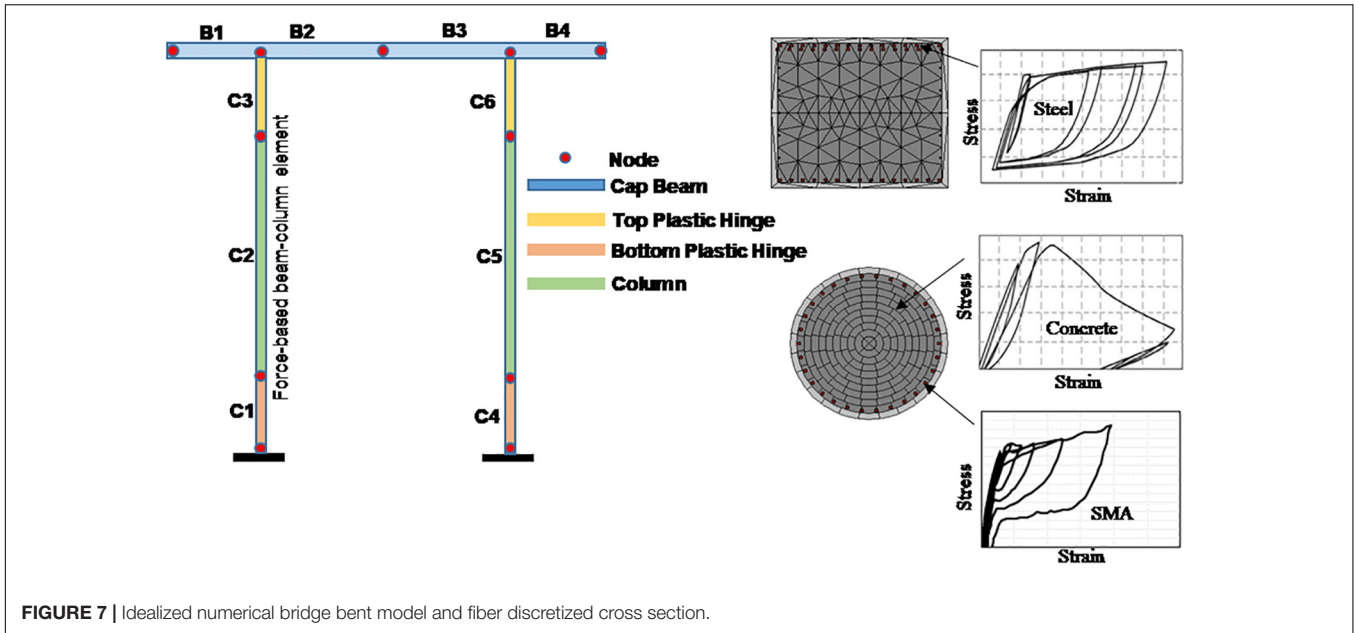 B1
B2
B3
B4
C3
C6
C2
Force-based beam-column element
C5
C1
C4
Node
Cap Beam
Top Plastic Hinge
Bottom Plastic Hinge
Column
Stress
Steel
Strain
Stress
Concrete
Strain
Stress
SMA
Strain
FIGURE 7 | Idealized numerical bridge bent model and fiber discretized cross section.